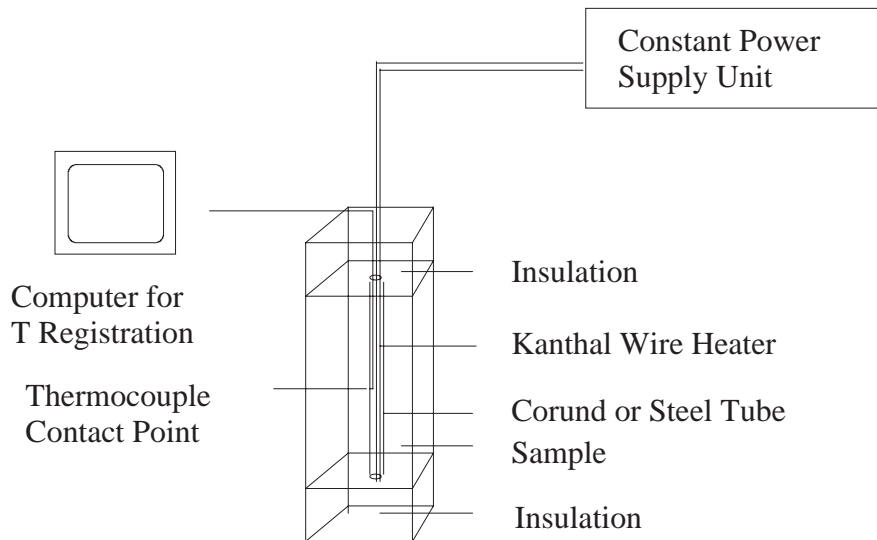 Constant Power
Supply Unit
Computer for
T Registration
Thermocouple
Contact Point
Insulation
Kanthal Wire Heater
Corund or Steel Tube
Sample
Insulation